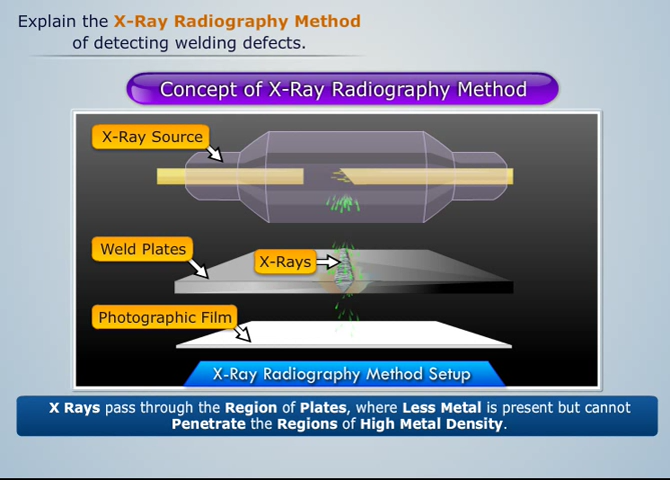 Explain the X-Ray Radiography Method
of detecting welding defects.
Concept of X-Ray Radiography Method
X-Ray Source
Weld Plates
X-Rays
Photographic Film
X-Ray Radiography Method Setup
X Rays pass through the Region of Plates, where Less Metal is present but cannot
Penetrate the Regions of High Metal Density.